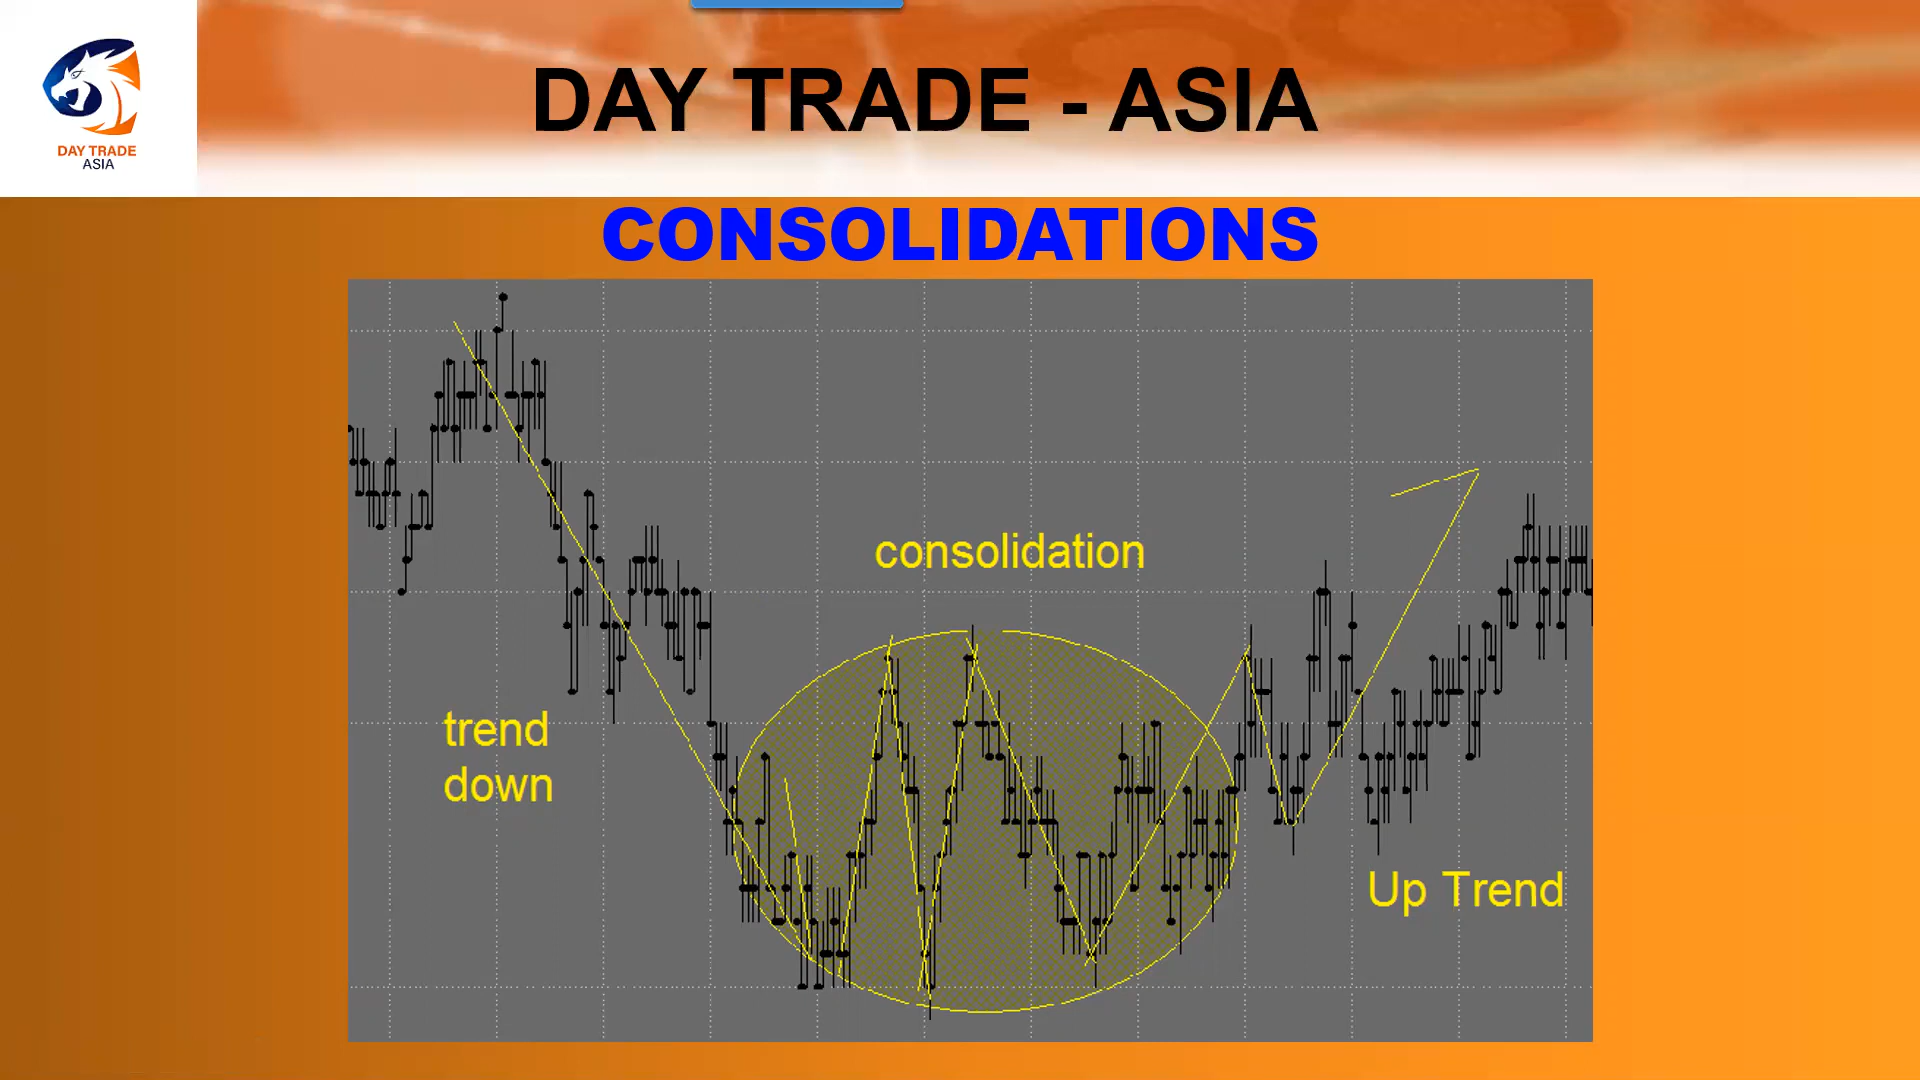 DAY TRADE - ASIA
DAY TRADE
ASIA
CONSOLIDATIONS
consolidation
trend
down
Up Trend